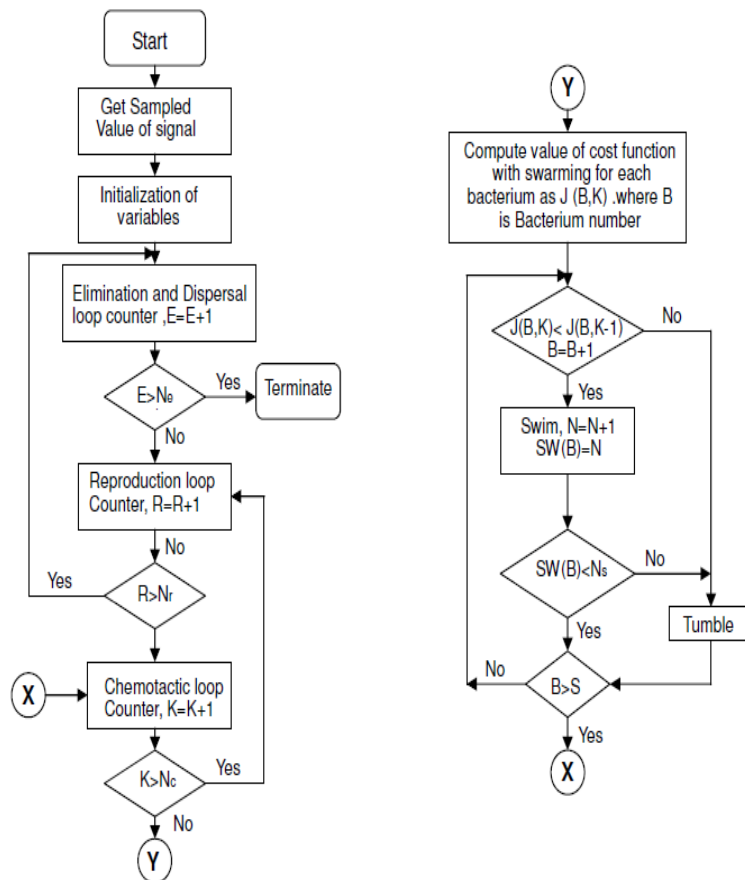 Start
Get Sampled
Value of signal
Initialization of
variables
Elimination and Dispersal
loop counter ,E=E+1
E>Ne
Yes
Terminate
No
Reproduction loop
Counter, R=R+1
No
Yes
R>Nr
X
Chemotactic loop
Counter, K=K+1
K>Nc
Yes
No
Y
Y
Compute value of cost function
with swarming for each
bacterium as J (B,K) .where B
is Bacterium number
J(B,K)< J(B,K-1)
B=B+1
No
Yes
Swim, N=N+1
SW(B)=N
SW(B)<Ns
No
Yes
Tumble
No
B>S
Yes
X